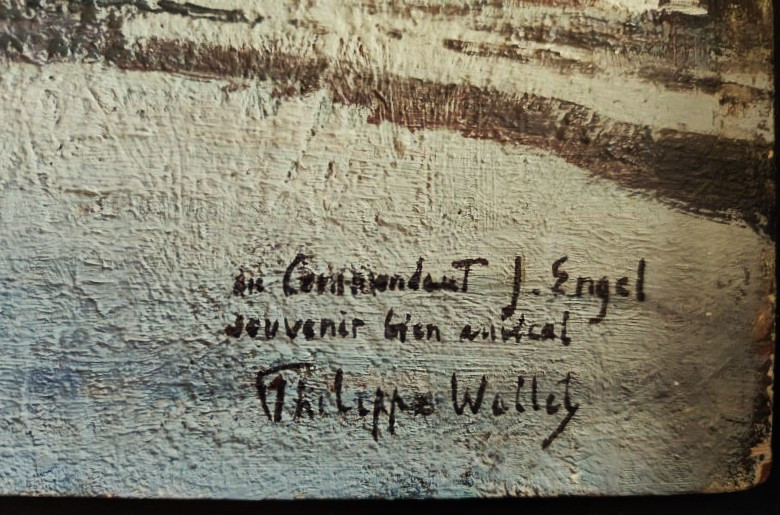 au Commandant J. Engel
souvenir bien amical
Philippe Wallet